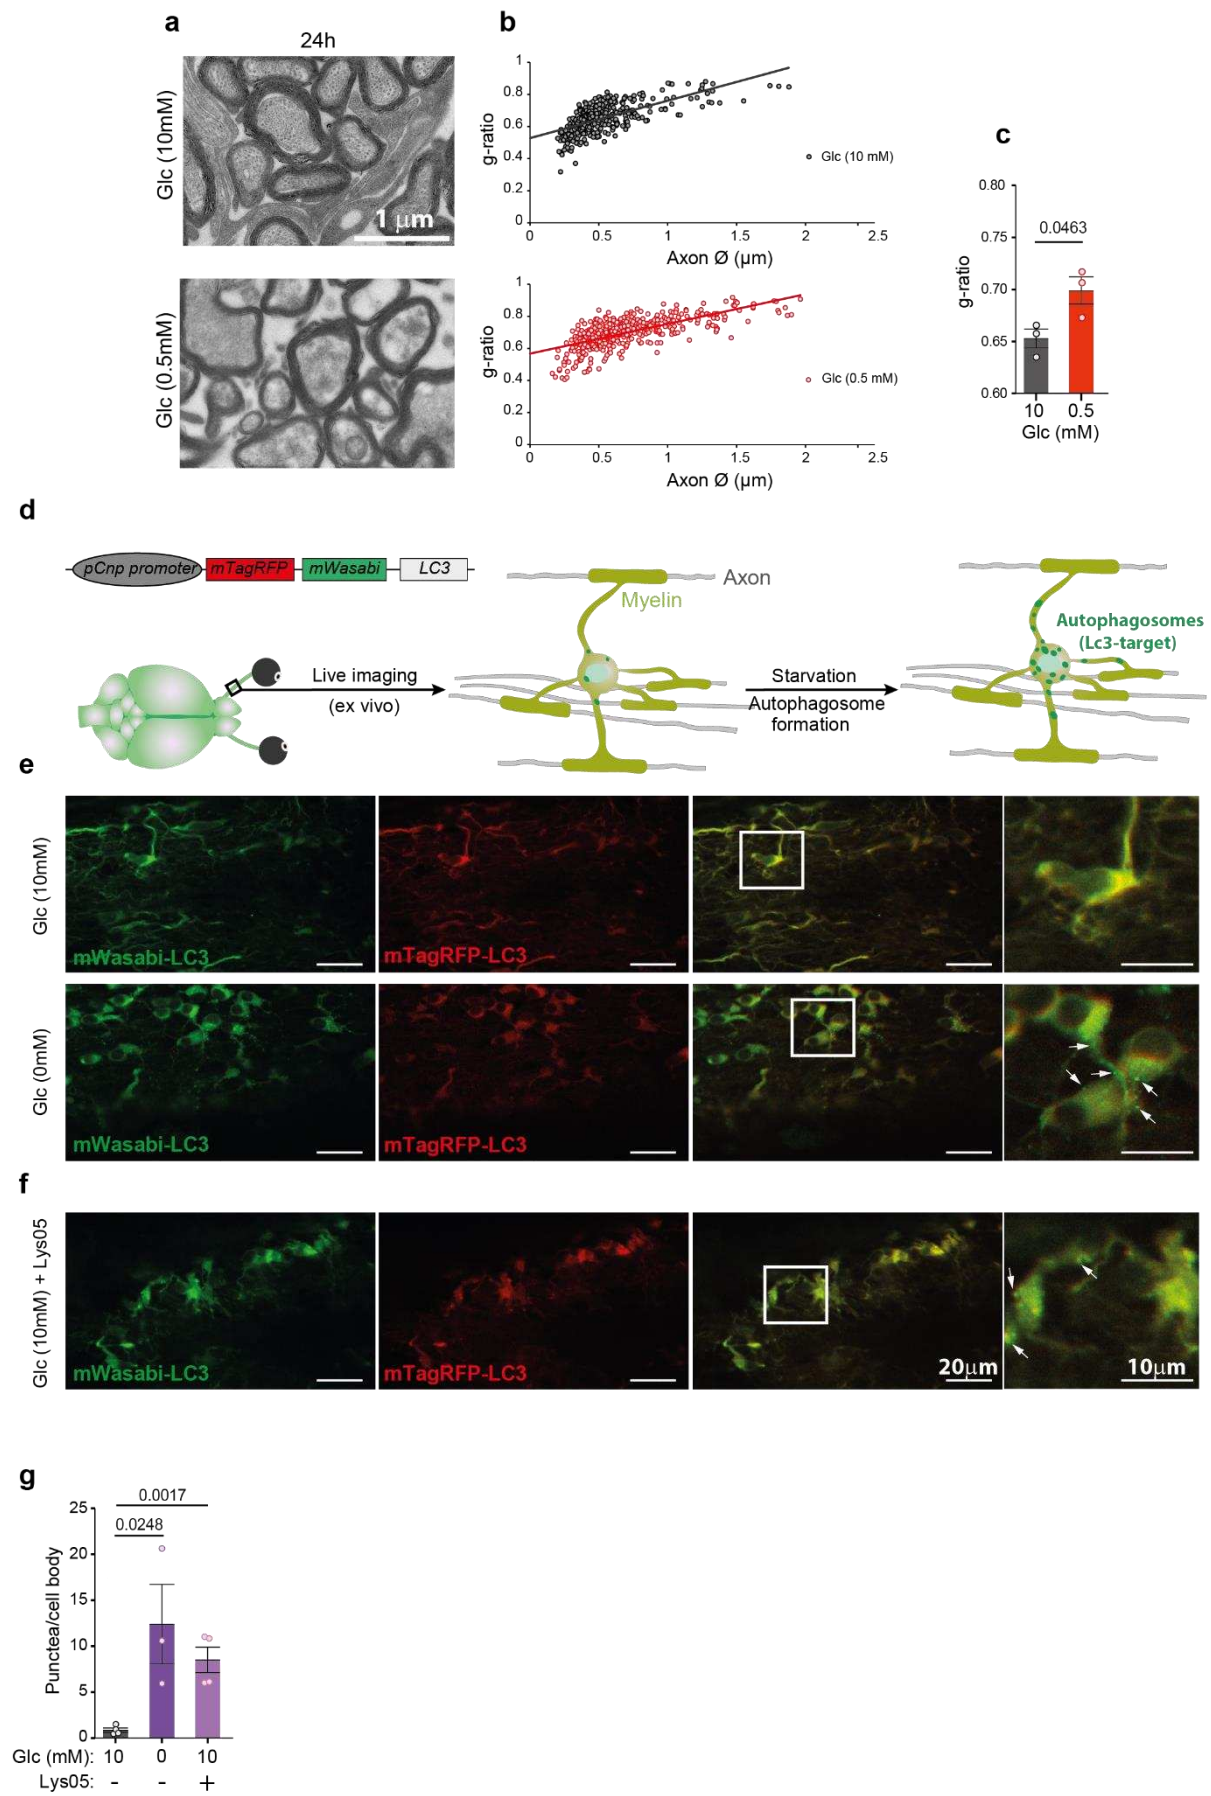 a
24h
Glc (10mM)
1 µm
Glc (0.5mM)
b
1
0.8
0.6
0.4
0.2
0
g-ratio
Glc (10 mM)
0 0.5 1 1.5 2 2.5
Axon Ø (µm)
1
0.8
0.6
0.4
0.2
0
g-ratio
Glc (0.5 mM)
0 0.5 1 1.5 2 2.5
Axon Ø (µm)
c
0.80
0.75
0.70
0.65
0.60
g-ratio
0.0463
10 0.5
Glc (mM)
d
pCnp promoter mTagRFP mWasabi LC3
Live imaging
(ex vivo)
Axon
Myelin
Starvation
Autophagosome
formation
Autophagosomes
(Lc3-target)
e
Glc (10mM)
mWasabi-LC3
mTagRFP-LC3
Glc (0mM)
mWasabi-LC3
mTagRFP-LC3
f
Glc (10mM) + Lys05
mWasabi-LC3
mTagRFP-LC3
20µm
10µm
g
25
20
15
10
5
0
Punctea/cell body
0.0017
0.0248
Glc (mM): 10 0 10
Lys05: - - +